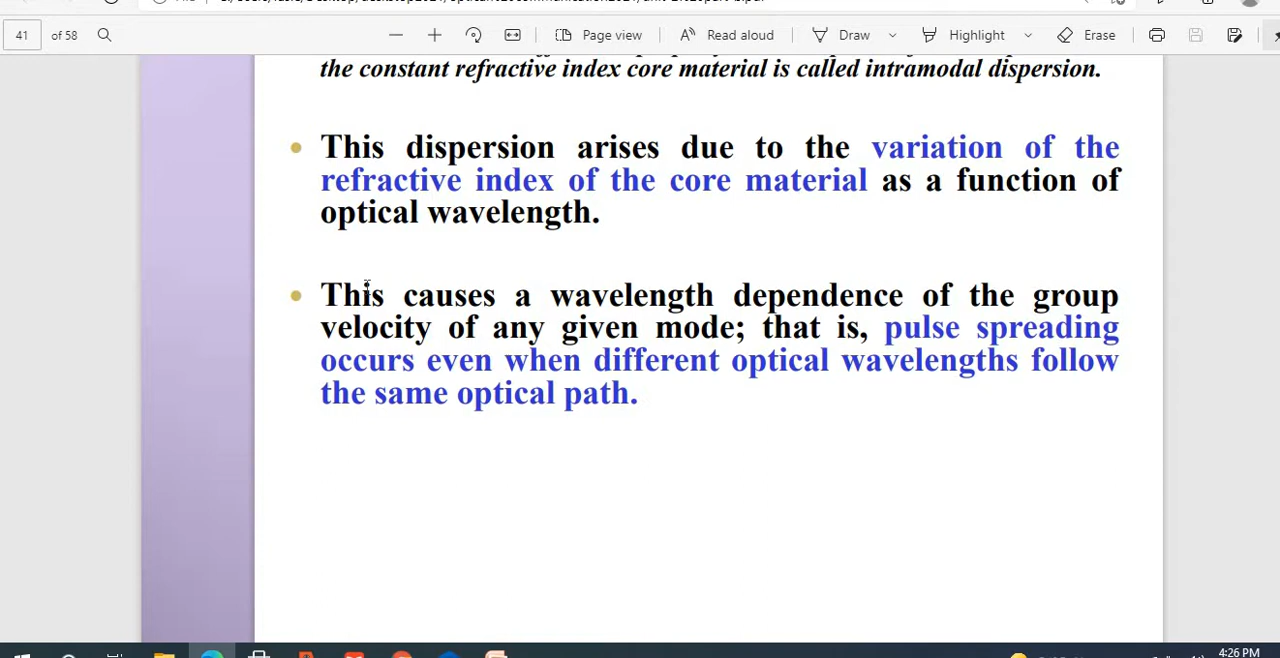 41 of 58
Page view
Read aloud
Draw
Highlight
Erase
the constant refractive index core material is called intramodal dispersion.
This dispersion arises due to the variation of the
refractive index of the core material as a function of
optical wavelength.
This causes a wavelength dependence of the group
velocity of any given mode; that is, pulse spreading
occurs even when different optical wavelengths follow
the same optical path.
4:26 PM